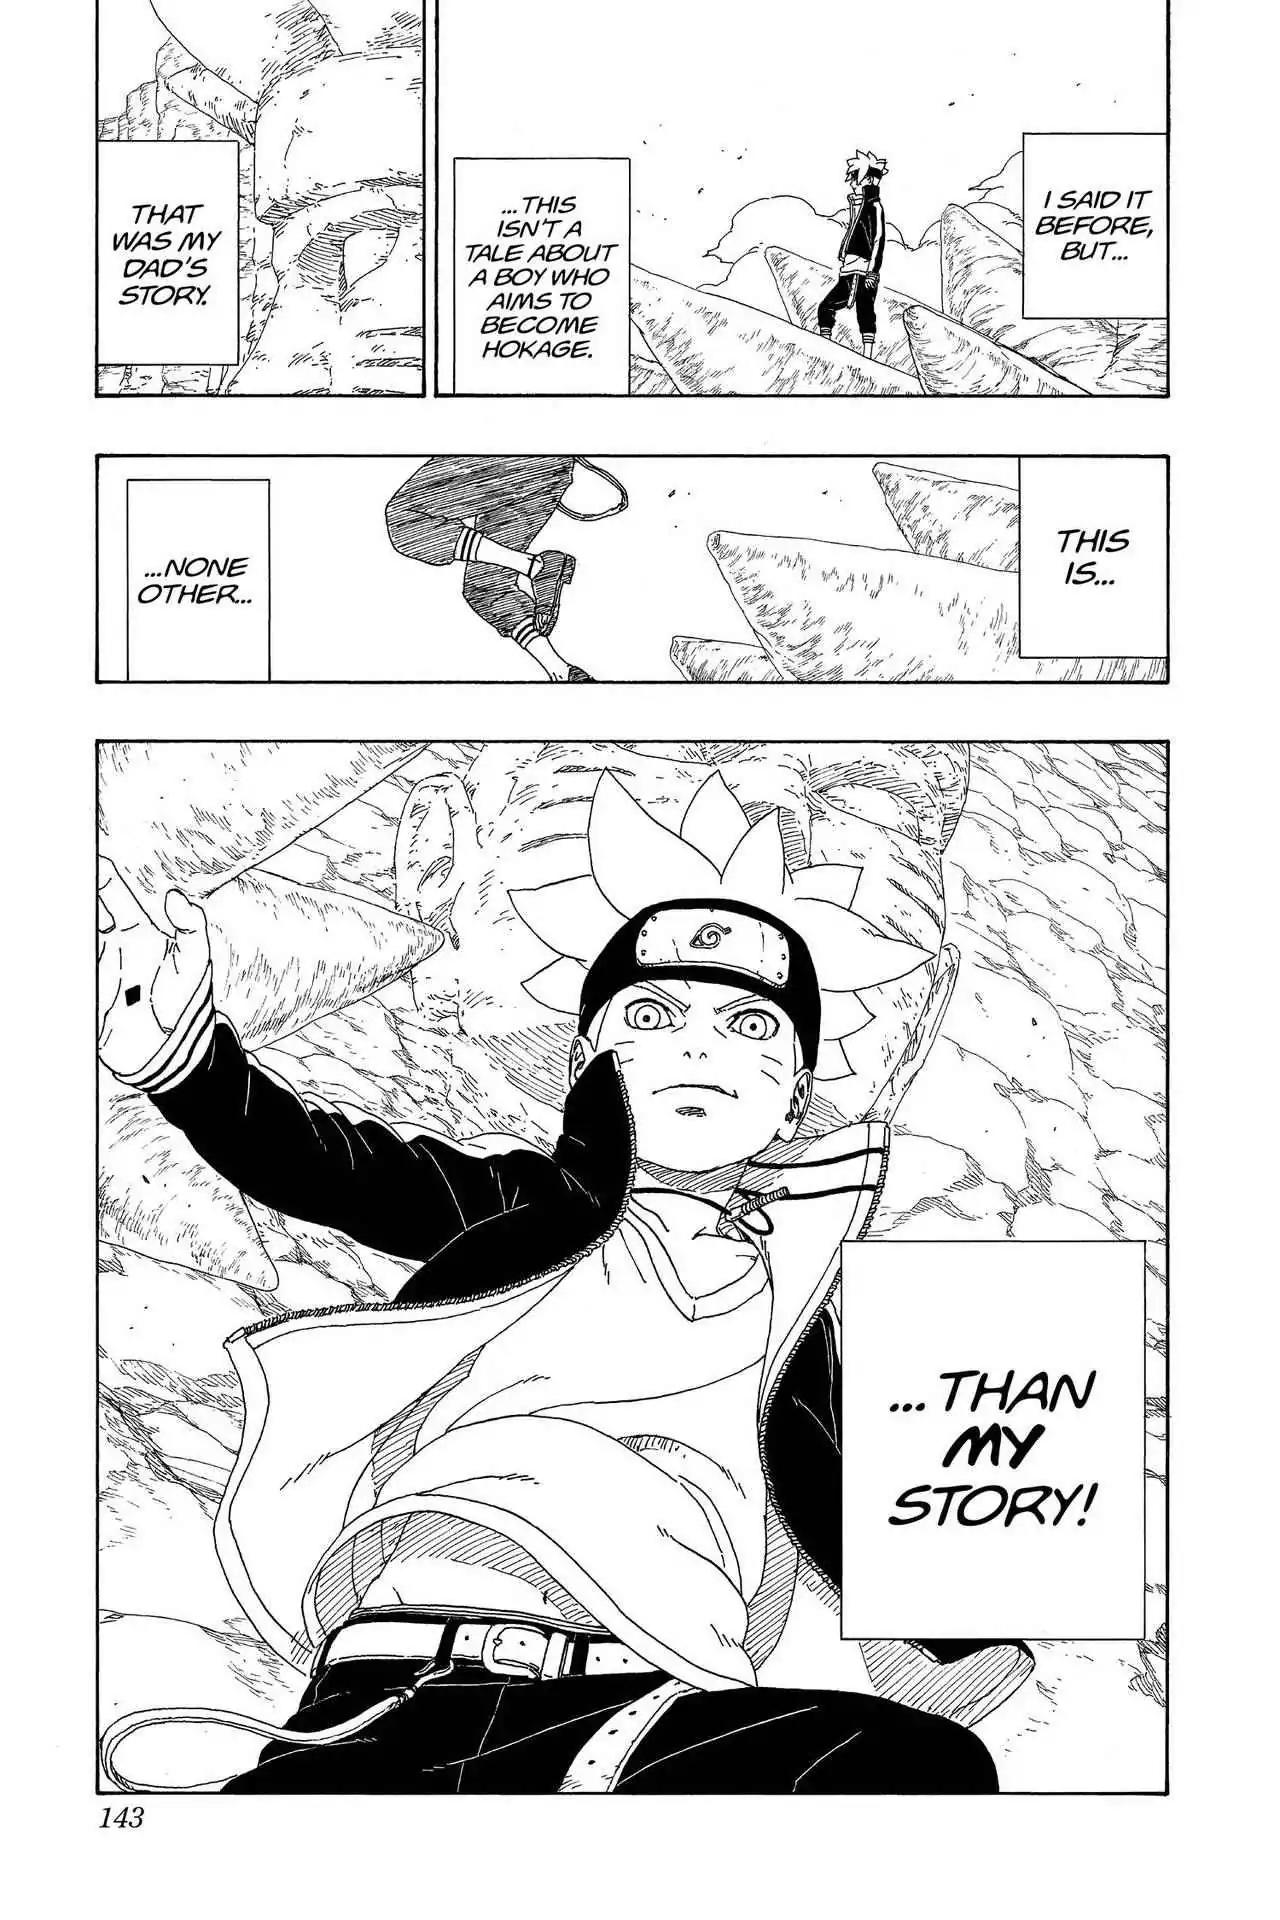 I SAID IT
BEFORE,
BUT...
...THIS
ISN'T A
TALE ABOUT
A BOY WHO
AIMS TO
BECOME
HOKAGE.
THAT
WAS MY
DAD'S
STORY.
THIS
IS...
...NONE
OTHER...
...THAN
MY
STORY!
143